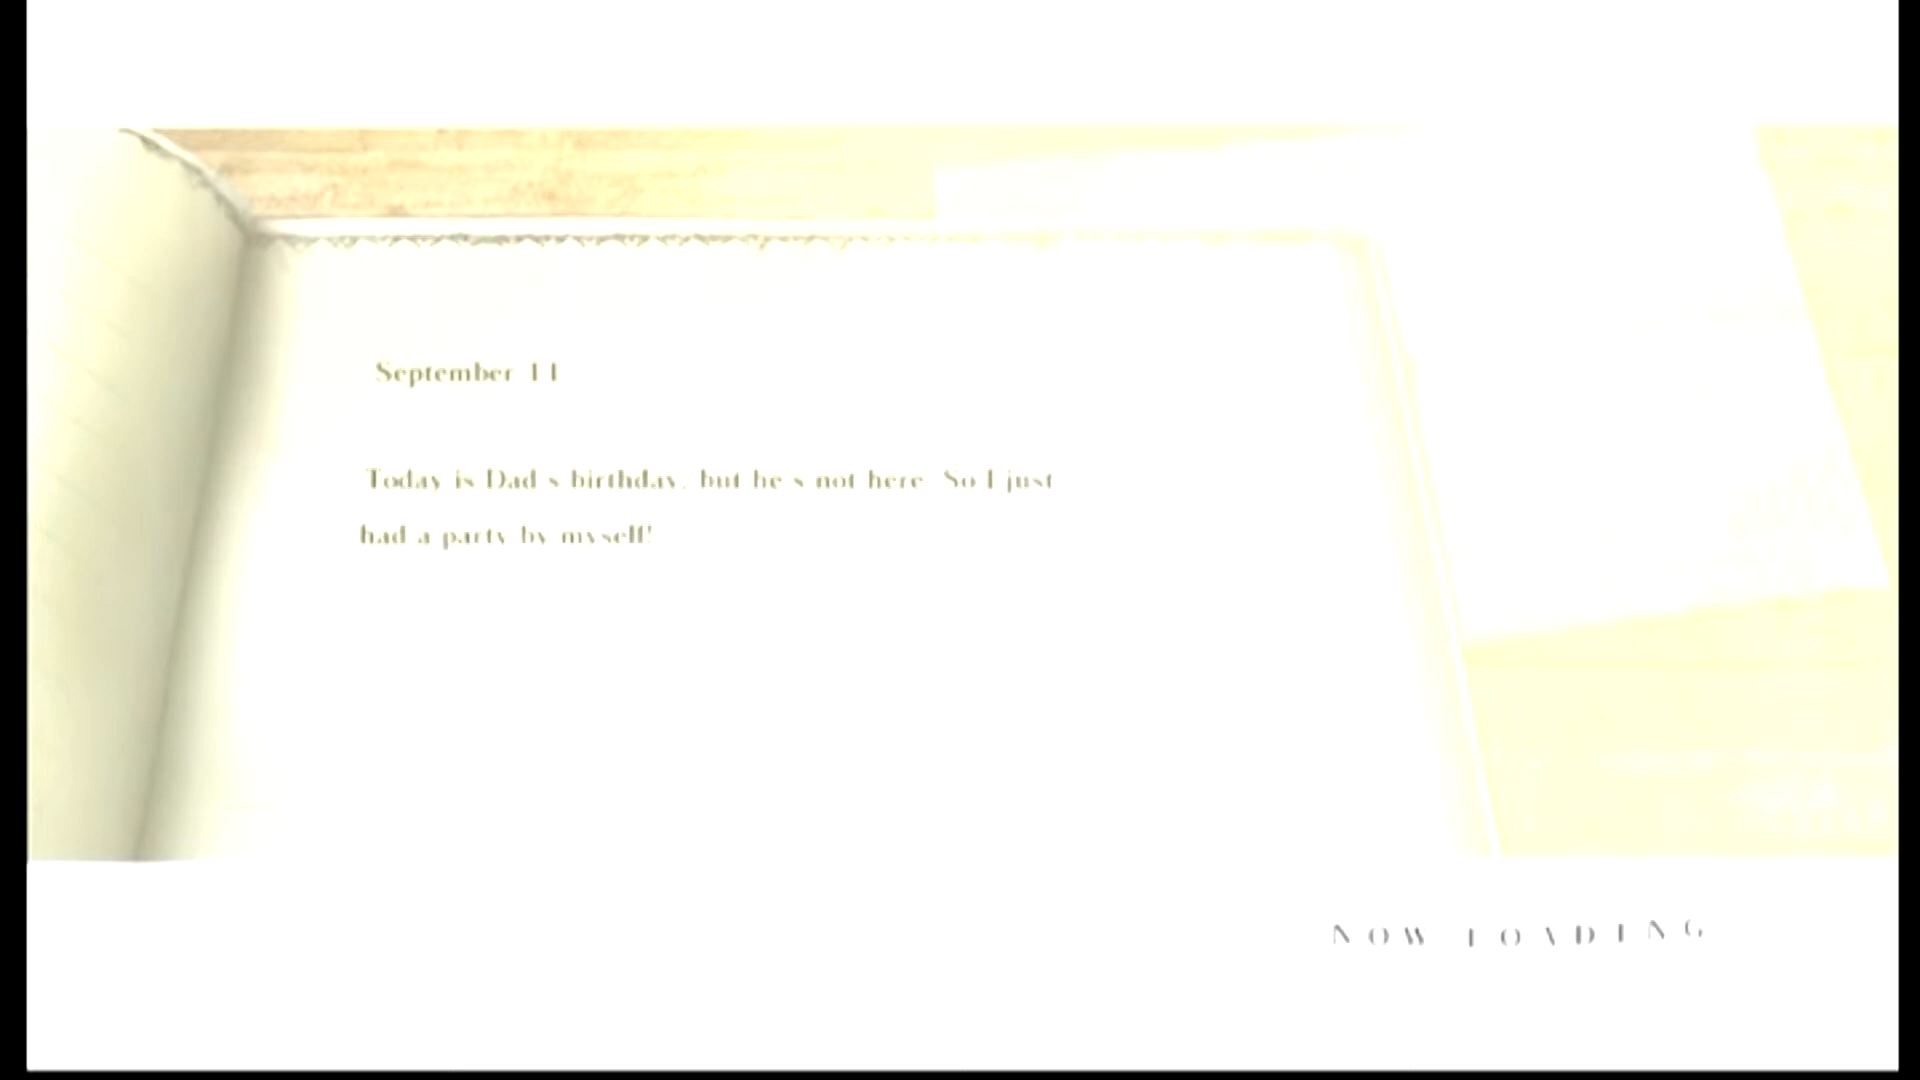 September 11
Today is Dad's birthday, but he's not here. So I just
had a party by myself!
NOW LOADING